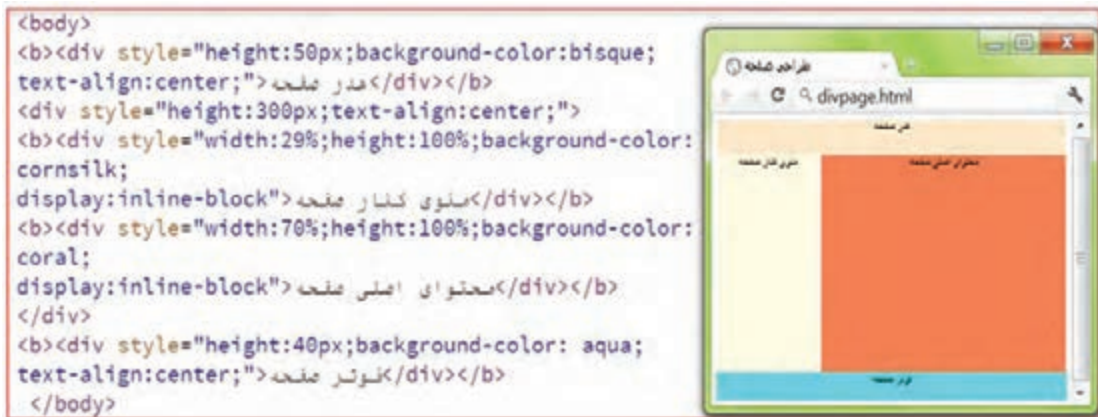 <body>
<b><div style="height:50px;background-color:bisque;
text-align:center;">هدر صفحه</div></b>
<div style="height:300px;text-align:center;">
<b><div style="width:29%;height:100%;background-color:
cornsilk;
display:inline-block">منوی کنار صفحه</div></b>
<b><div style="width:70%;height:100%;background-color:
coral;
display:inline-block">محتوای اصلی صفحه</div></b>
</div>
<b><div style="height:40px;background-color: aqua;
text-align:center;">فوتر صفحه</div></b>
</body>
طراحی صفحه
divpage.html
هدر صفحه
منوی کنار صفحه
محتوای اصلی صفحه
فوتر صفحه